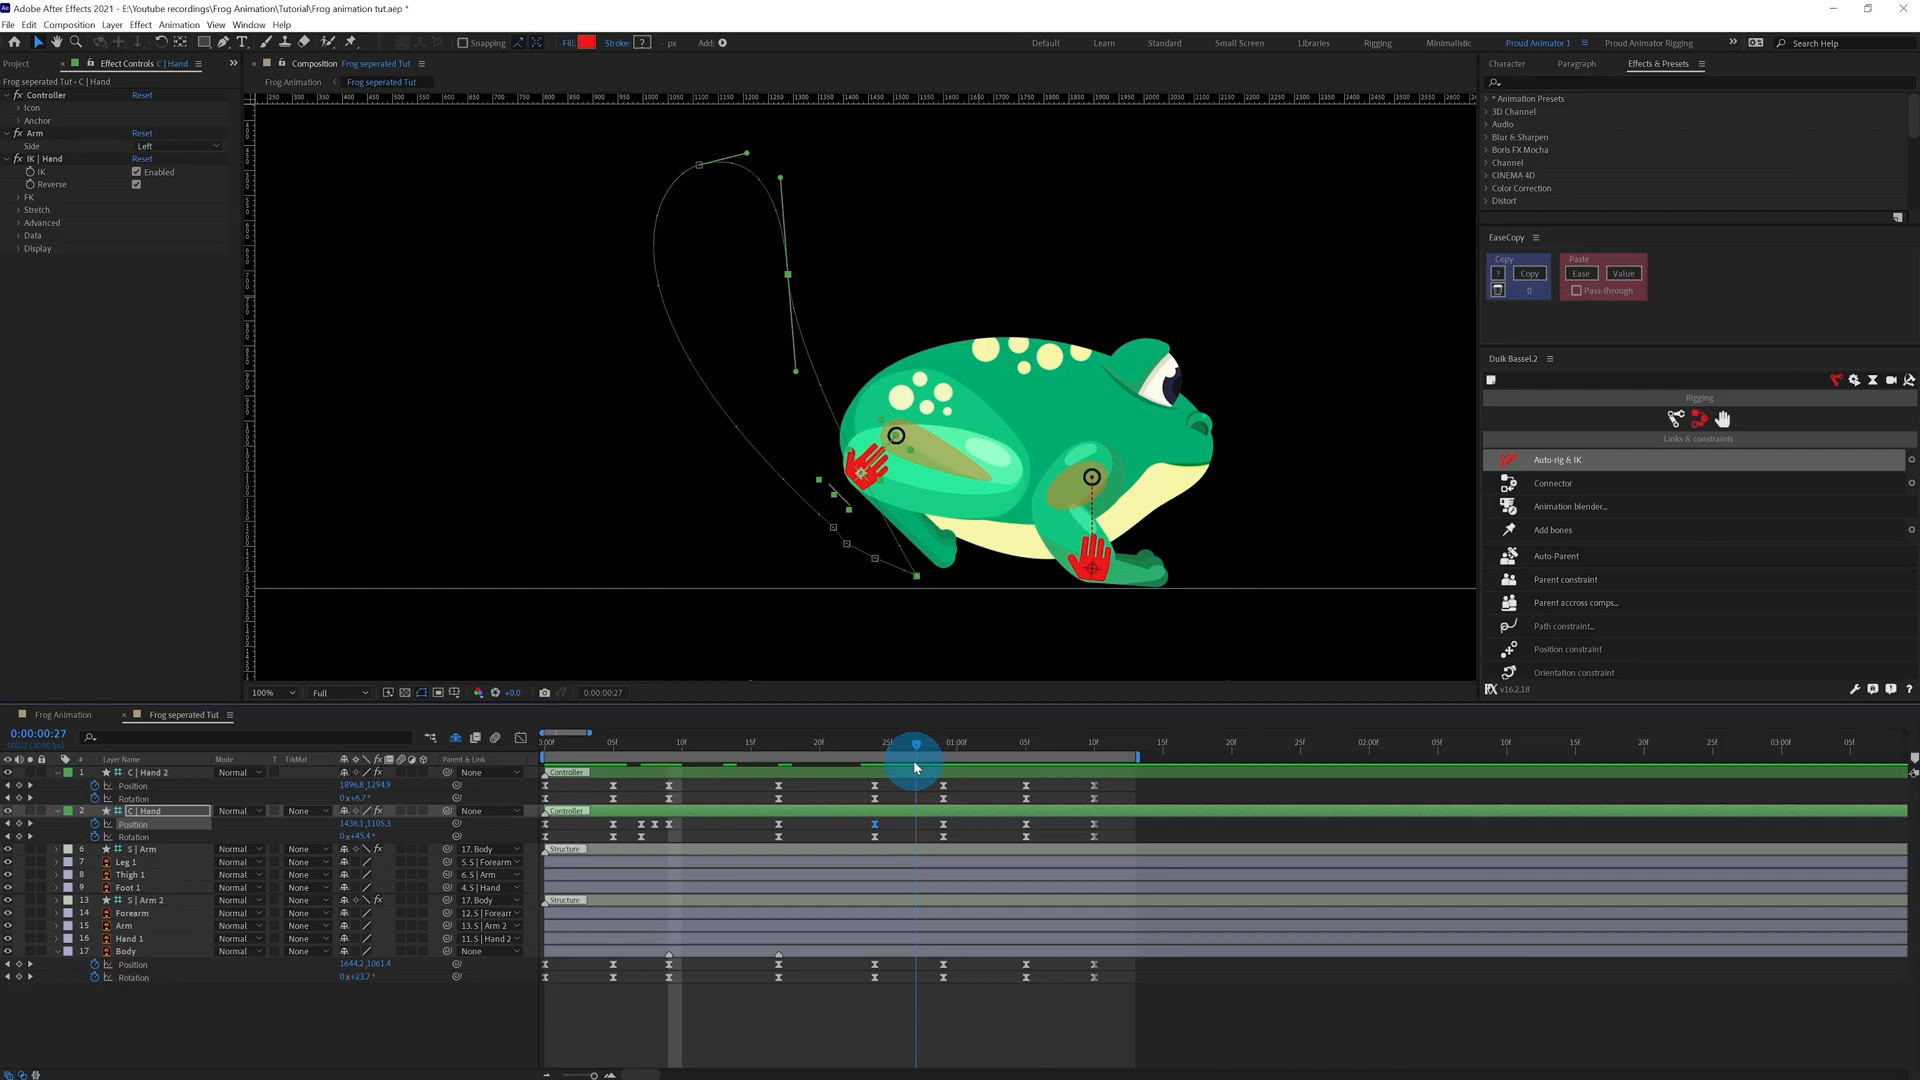 Adobe After Effects 2021 - E:\Youtube recordings\Frog Animation\Tutorial\Frog animation tut.aep *
File Edit Composition Layer Effect Animation View Window Help
Snapping Fill: Stroke: ? px Add: Default Learn Standard Small Screen Libraries Rigging Minimalistic Proud Animator 1 Proud Animator Rigging Search Help
Project Effect Controls C | Hand
Frog seperated Tut • C | Hand
fx Controller Reset
Icon
Anchor
fx Arm Reset
Side Left
fx IK | Hand Reset
IK Enabled
Reverse
FK
Stretch
Advanced
Data
Display
Composition Frog seperated Tut
Frog Animation Frog seperated Tut
100% Full +0.0 0:00:00:27
Character Paragraph Effects & Presets
* Animation Presets
3D Channel
Audio
Blur & Sharpen
Boris FX Mocha
Channel
CINEMA 4D
Color Correction
Distort
EaseCopy
Copy Paste
? Copy Ease Value
0 Pass-through
Duik Bassel.2
Rigging
Links & constraints
Auto-rig & IK
Connector
Animation blender...
Add bones
Auto-Parent
Parent constraint
Parent accross comps...
Path constraint...
Position constraint
Orientation constraint
v16.2.18
Frog Animation Frog seperated Tut
0:00:00:27
00027 (30.00 fps)
# Layer Name Mode T TrkMat Parent & Link
0:00f 05f 10f 15f 20f 25f 01:00f 05f 10f 15f 20f 25f 02:00f 05f 10f 15f 20f 25f 03:00f 05f
1 C | Hand 2 Normal None Controller
Position 1896.8,1294.9
Rotation 0x+6.7°
2 C | Hand Normal None None Controller
Position 1436.1,1105.3
Rotation 0x+45.4°
6 S | Arm Normal None 17. Body Structure
7 Leg 1 Normal None 5. S | Forearm
8 Thigh 1 Normal None 6. S | Arm
9 Foot 1 Normal None 4. S | Hand
13 S | Arm 2 Normal None 17. Body Structure
14 Forearm Normal None 12. S | Forearr
15 Arm Normal None 13. S | Arm 2
16 Hand 1 Normal None 11. S | Hand 2
17 Body Normal None None
Position 1644.2,1061.4
Rotation 0x+23.7°